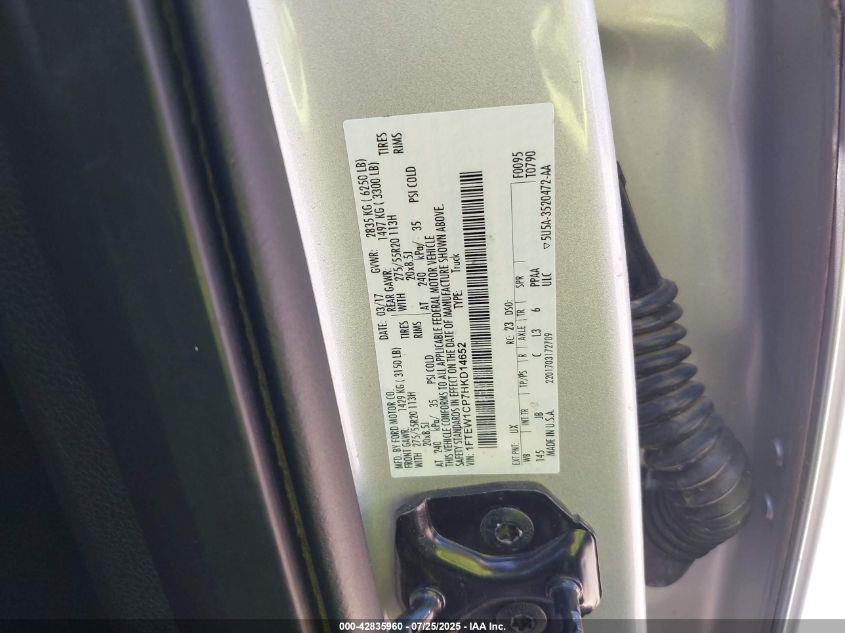 MFD. BY FORD MOTOR CO. DATE: 03/17 GVWR: 2835 KG ( 6250 LB)
FRONT GAWR: 1429 KG ( 3150 LB) REAR GAWR: 1497 KG ( 3300 LB)
WITH 275/55R20 113H TIRES WITH 275/55R20 113H TIRES
20x8.5J RIMS 20x8.5J RIMS
AT 240 kPa/ 35 PSI COLD AT 240 kPa/ 35 PSI COLD
THIS VEHICLE CONFORMS TO ALL APPLICABLE FEDERAL MOTOR VEHICLE
SAFETY STANDARDS IN EFFECT ON THE DATE OF MANUFACTURE SHOWN ABOVE.
VIN: 1FTEW1CP7HKD14652 TYPE: Truck
EXT PNT: UX RC: 23 DSO: F0095
T0790
WB INT TR TP/PS R AXLE TR SPR
145 JB C L3 6 PPAA
ULC
MADE IN U.S.A. 2201703172709 5U5A-3520472-AA
000-42835960 - 07/25/2025 - IAA Inc.